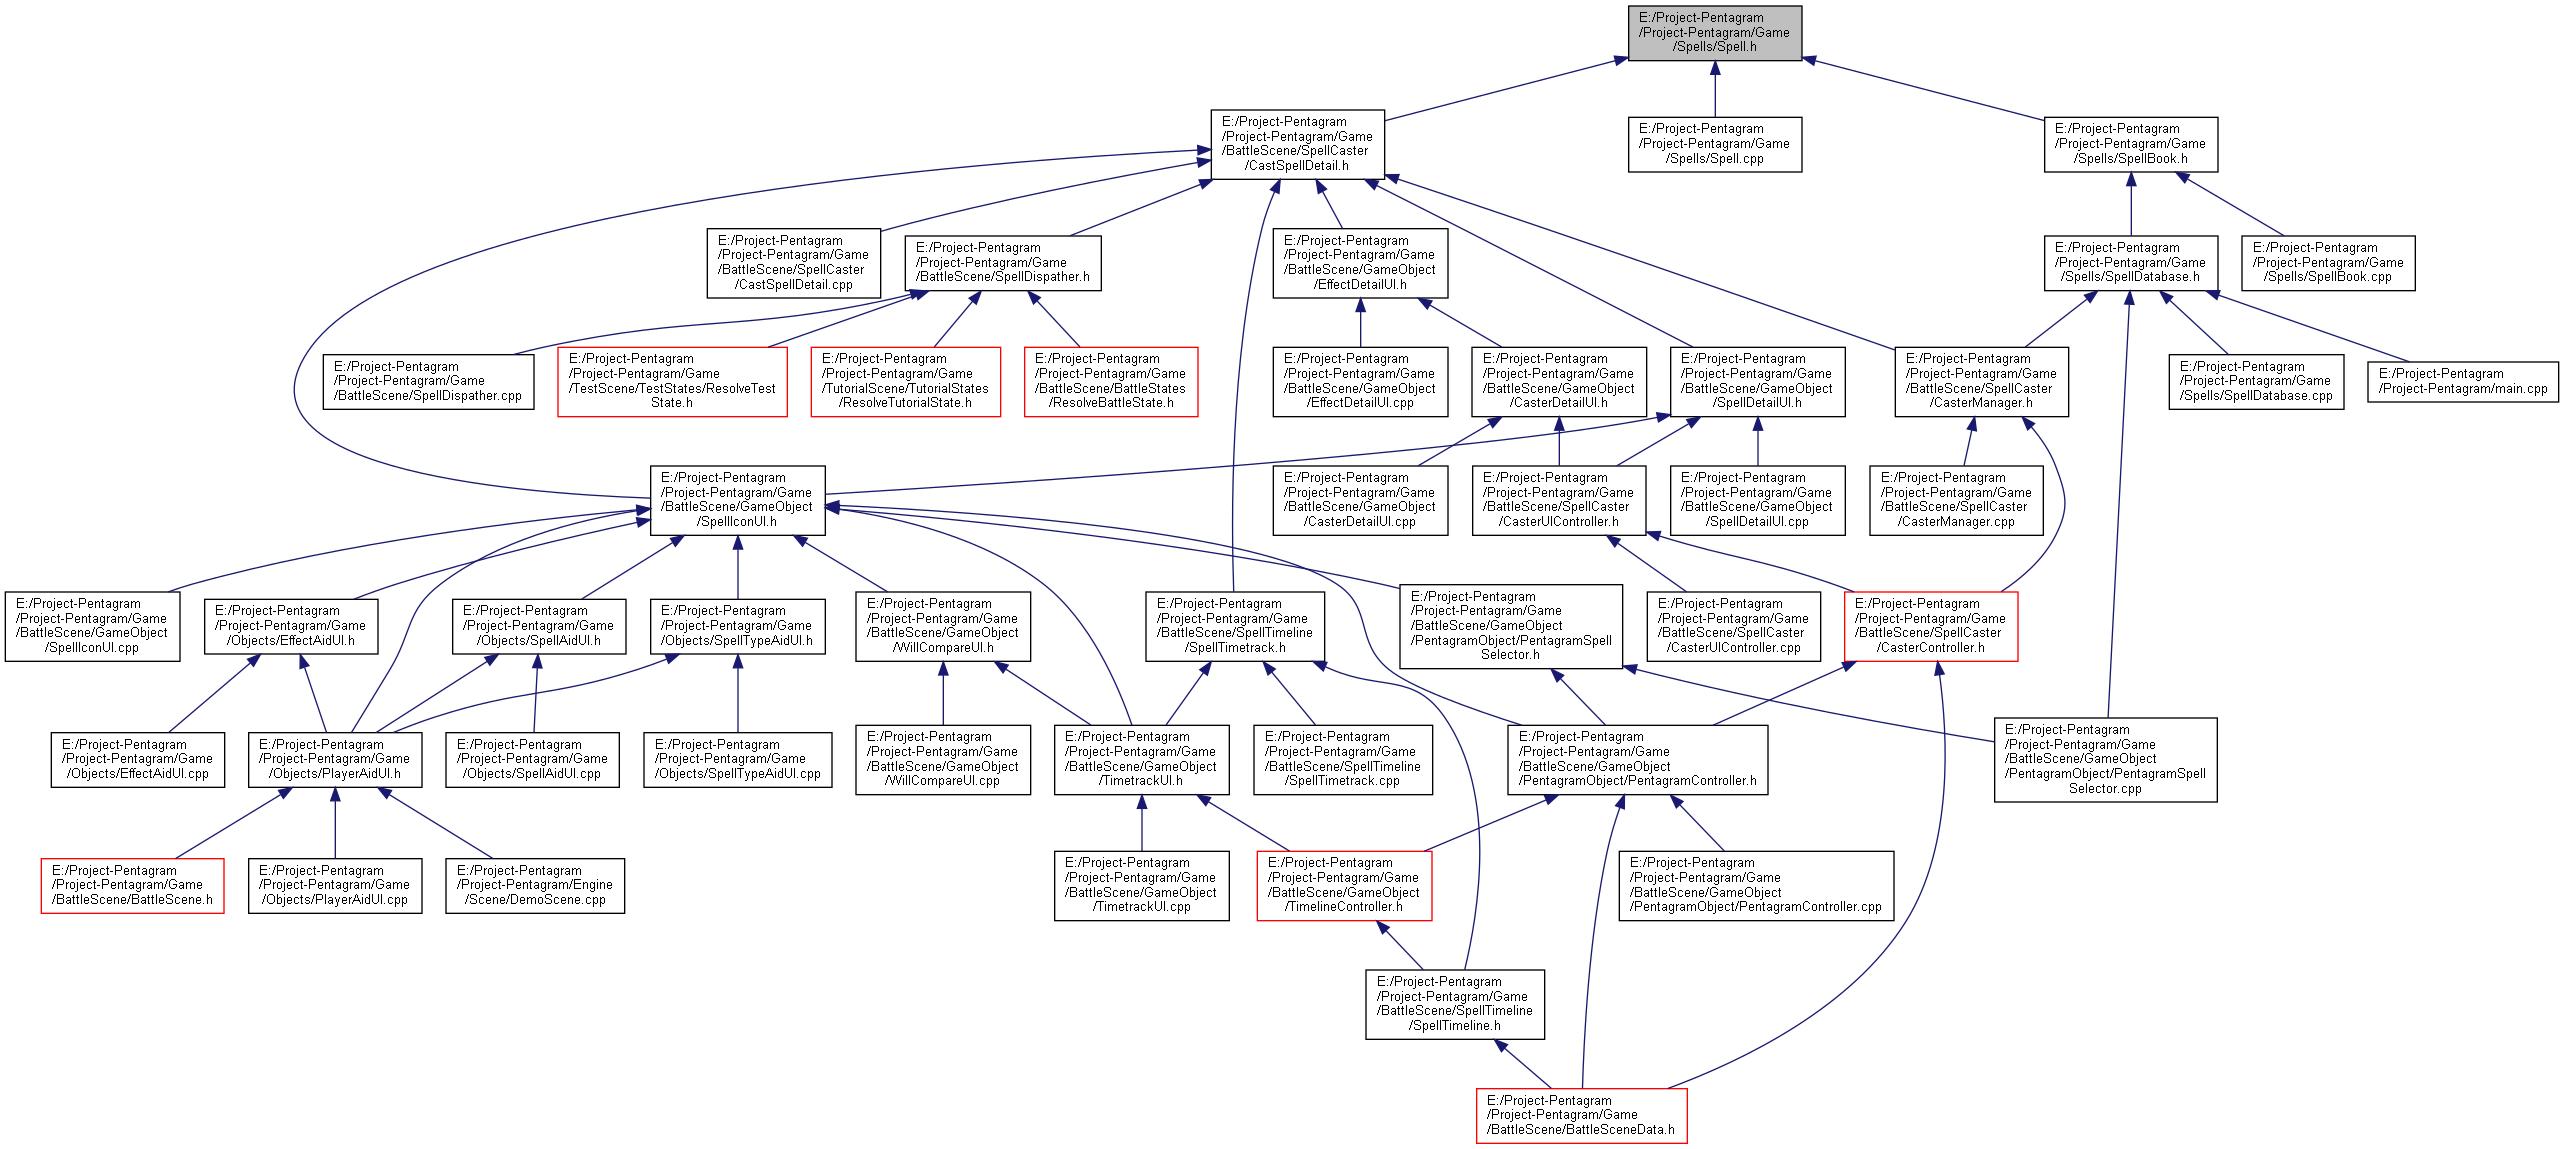 E:/Project-Pentagram
/Project-Pentagram/Game
/Spells/Spell.h
E:/Project-Pentagram
/Project-Pentagram/Game
/BattleScene/SpellCaster
/CastSpellDetail.h
E:/Project-Pentagram
/Project-Pentagram/Game
/Spells/Spell.cpp
E:/Project-Pentagram
/Project-Pentagram/Game
/Spells/SpellBook.h
E:/Project-Pentagram
/Project-Pentagram/Game
/BattleScene/SpellCaster
/CastSpellDetail.cpp
E:/Project-Pentagram
/Project-Pentagram/Game
/BattleScene/SpellDispather.h
E:/Project-Pentagram
/Project-Pentagram/Game
/BattleScene/GameObject
/EffectDetailUI.h
E:/Project-Pentagram
/Project-Pentagram/Game
/Spells/SpellDatabase.h
E:/Project-Pentagram
/Project-Pentagram/Game
/Spells/SpellBook.cpp
E:/Project-Pentagram
/Project-Pentagram/Game
/BattleScene/SpellDispather.cpp
E:/Project-Pentagram
/Project-Pentagram/Game
/TestScene/TestStates/ResolveTest
State.h
E:/Project-Pentagram
/Project-Pentagram/Game
/TutorialScene/TutorialStates
/ResolveTutorialState.h
E:/Project-Pentagram
/Project-Pentagram/Game
/BattleScene/BattleStates
/ResolveBattleState.h
E:/Project-Pentagram
/Project-Pentagram/Game
/BattleScene/GameObject
/EffectDetailUI.cpp
E:/Project-Pentagram
/Project-Pentagram/Game
/BattleScene/GameObject
/CasterDetailUI.h
E:/Project-Pentagram
/Project-Pentagram/Game
/BattleScene/GameObject
/SpellDetailUI.h
E:/Project-Pentagram
/Project-Pentagram/Game
/BattleScene/SpellCaster
/CasterManager.h
E:/Project-Pentagram
/Project-Pentagram/Game
/Spells/SpellDatabase.cpp
E:/Project-Pentagram
/Project-Pentagram/main.cpp
E:/Project-Pentagram
/Project-Pentagram/Game
/BattleScene/GameObject
/SpellIconUI.h
E:/Project-Pentagram
/Project-Pentagram/Game
/BattleScene/GameObject
/CasterDetailUI.cpp
E:/Project-Pentagram
/Project-Pentagram/Game
/BattleScene/SpellCaster
/CasterUIController.h
E:/Project-Pentagram
/Project-Pentagram/Game
/BattleScene/GameObject
/SpellDetailUI.cpp
E:/Project-Pentagram
/Project-Pentagram/Game
/BattleScene/SpellCaster
/CasterManager.cpp
E:/Project-Pentagram
/Project-Pentagram/Game
/BattleScene/GameObject
/SpellIconUI.cpp
E:/Project-Pentagram
/Project-Pentagram/Game
/Objects/EffectAidUI.h
E:/Project-Pentagram
/Project-Pentagram/Game
/Objects/SpellAidUI.h
E:/Project-Pentagram
/Project-Pentagram/Game
/Objects/SpellTypeAidUI.h
E:/Project-Pentagram
/Project-Pentagram/Game
/BattleScene/GameObject
/WillCompareUI.h
E:/Project-Pentagram
/Project-Pentagram/Game
/BattleScene/SpellTimeline
/SpellTimetrack.h
E:/Project-Pentagram
/Project-Pentagram/Game
/BattleScene/GameObject
/PentagramObject/PentagramSpell
Selector.h
E:/Project-Pentagram
/Project-Pentagram/Game
/BattleScene/SpellCaster
/CasterUIController.cpp
E:/Project-Pentagram
/Project-Pentagram/Game
/BattleScene/SpellCaster
/CasterController.h
E:/Project-Pentagram
/Project-Pentagram/Game
/Objects/EffectAidUI.cpp
E:/Project-Pentagram
/Project-Pentagram/Game
/Objects/PlayerAidUI.h
E:/Project-Pentagram
/Project-Pentagram/Game
/Objects/SpellAidUI.cpp
E:/Project-Pentagram
/Project-Pentagram/Game
/Objects/SpellTypeAidUI.cpp
E:/Project-Pentagram
/Project-Pentagram/Game
/BattleScene/GameObject
/WillCompareUI.cpp
E:/Project-Pentagram
/Project-Pentagram/Game
/BattleScene/GameObject
/TimetrackUI.h
E:/Project-Pentagram
/Project-Pentagram/Game
/BattleScene/SpellTimeline
/SpellTimetrack.cpp
E:/Project-Pentagram
/Project-Pentagram/Game
/BattleScene/GameObject
/PentagramObject/PentagramController.h
E:/Project-Pentagram
/Project-Pentagram/Game
/BattleScene/GameObject
/PentagramObject/PentagramSpell
Selector.cpp
E:/Project-Pentagram
/Project-Pentagram/Game
/BattleScene/BattleScene.h
E:/Project-Pentagram
/Project-Pentagram/Game
/Objects/PlayerAidUI.cpp
E:/Project-Pentagram
/Project-Pentagram/Engine
/Scene/DemoScene.cpp
E:/Project-Pentagram
/Project-Pentagram/Game
/BattleScene/GameObject
/TimetrackUI.cpp
E:/Project-Pentagram
/Project-Pentagram/Game
/BattleScene/GameObject
/TimelineController.h
E:/Project-Pentagram
/Project-Pentagram/Game
/BattleScene/GameObject
/PentagramObject/PentagramController.cpp
E:/Project-Pentagram
/Project-Pentagram/Game
/BattleScene/SpellTimeline
/SpellTimeline.h
E:/Project-Pentagram
/Project-Pentagram/Game
/BattleScene/BattleSceneData.h